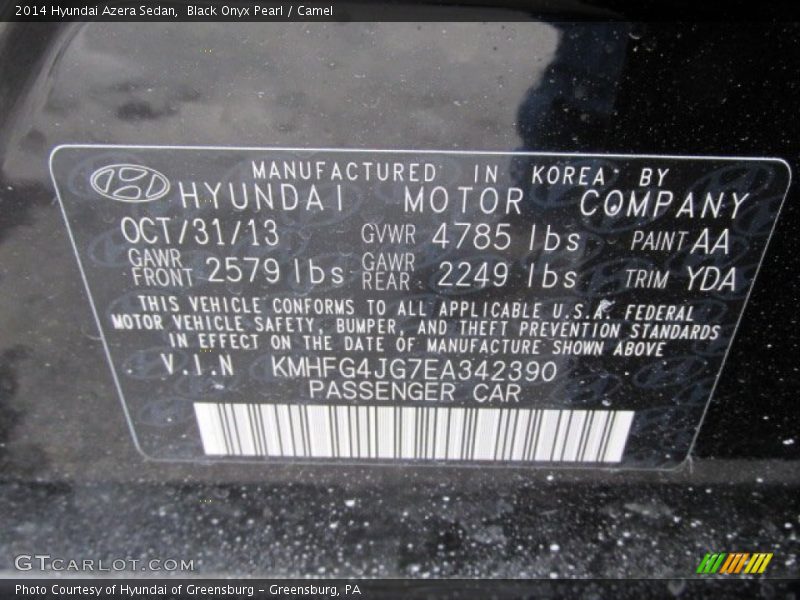 2014 Hyundai Azera Sedan,  Black Onyx Pearl / Camel
MANUFACTURED IN KOREA BY
HYUNDAI MOTOR COMPANY
OCT/31/13 GVWR 4785 lbs PAINT AA
GAWR FRONT 2579 lbs GAWR REAR 2249 lbs TRIM YDA
THIS VEHICLE CONFORMS TO ALL APPLICABLE U.S.A. FEDERAL
MOTOR VEHICLE SAFETY, BUMPER, AND THEFT PREVENTION STANDARDS
IN EFFECT ON THE DATE OF MANUFACTURE SHOWN ABOVE
V.I.N KMHFG4JG7EA342390
PASSENGER CAR
GTCARLOT.COM
Photo Courtesy of Hyundai of Greensburg - Greensburg, PA